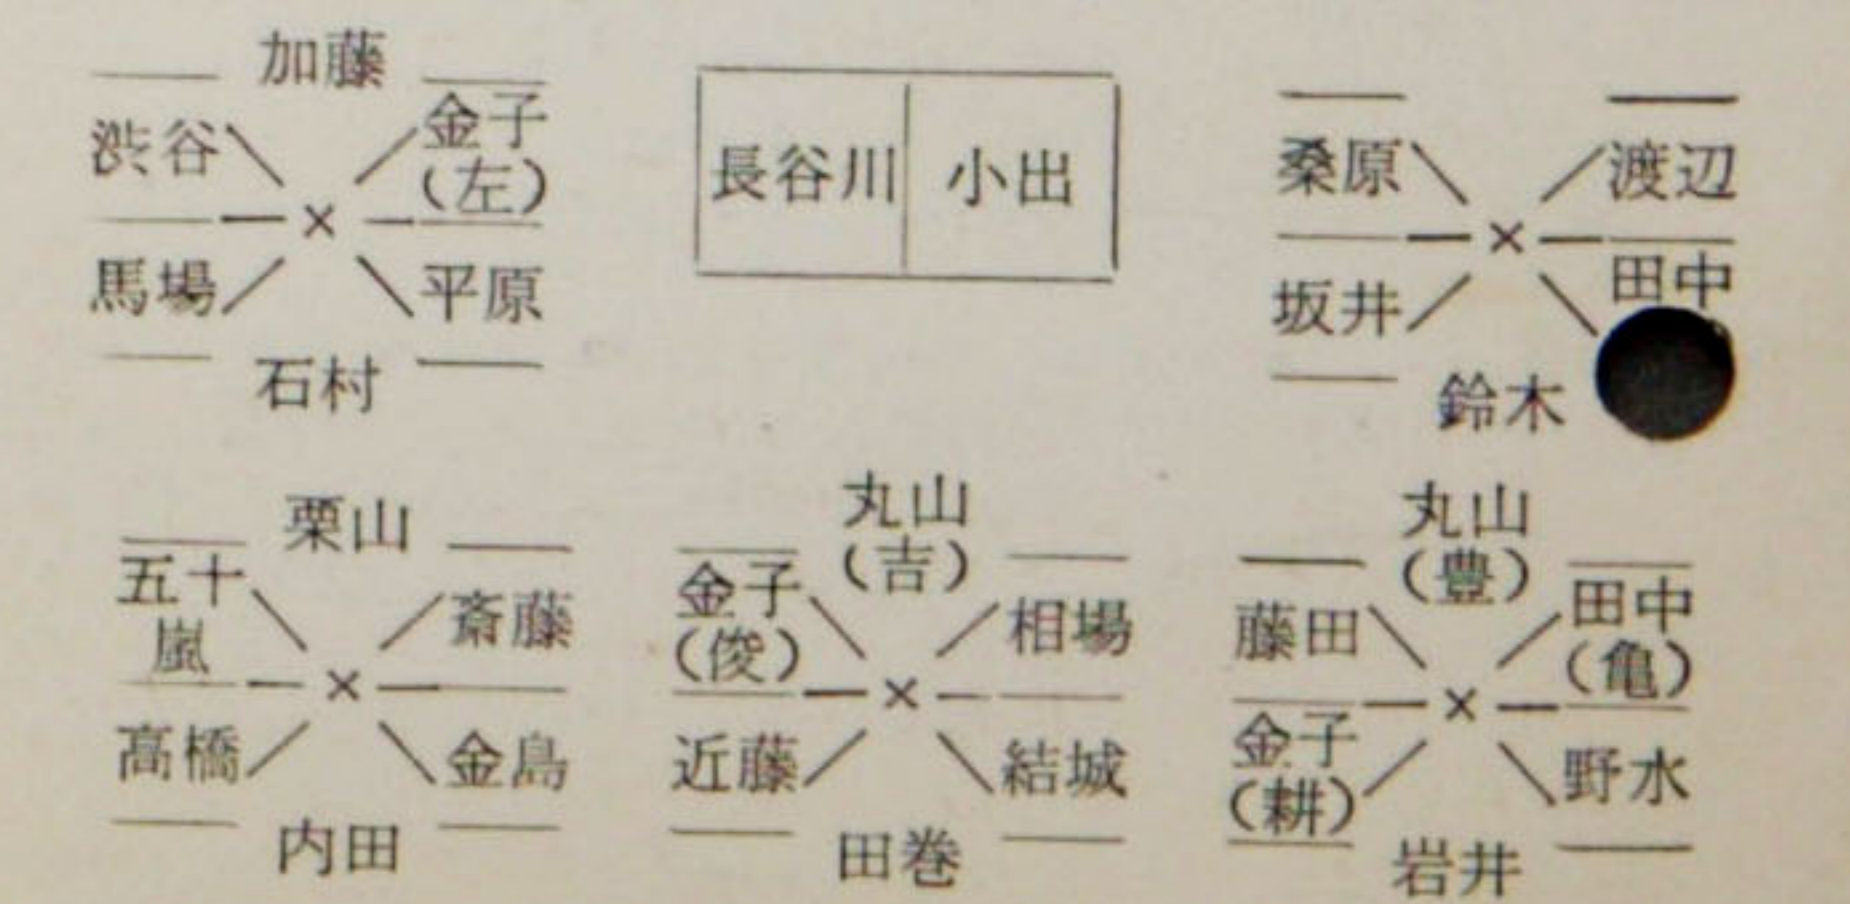 加藤
渋谷
金子
(左)
×
馬場
平原
石村
長谷川
小出
桑原
渡辺
×
坂井
田中
鈴木
栗山
五十
嵐
斎藤
×
高橋
金島
内田
丸山
(吉)
金子
(俊)
相場
×
近藤
結城
田巻
丸山
(豊)
藤田
田中
(亀)
×
金子
(耕)
野水
岩井